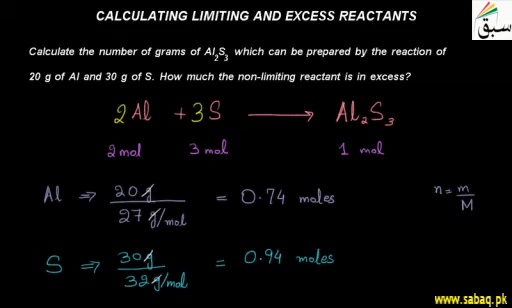 CALCULATING LIMITING AND EXCESS REACTANTS
سبق
Calculate the number of grams of Al₂S₃ which can be prepared by the reaction of
20 g of Al and 30 g of S. How much the non-limiting reactant is in excess?
2Al + 3S ⟶ Al₂S₃
2 mol 3 mol 1 mol
Al ⇒ 20 g / 27 g/mol = 0.74 moles n = m/M
S ⇒ 30 g / 32 g/mol = 0.94 moles
www.sabaq.pk